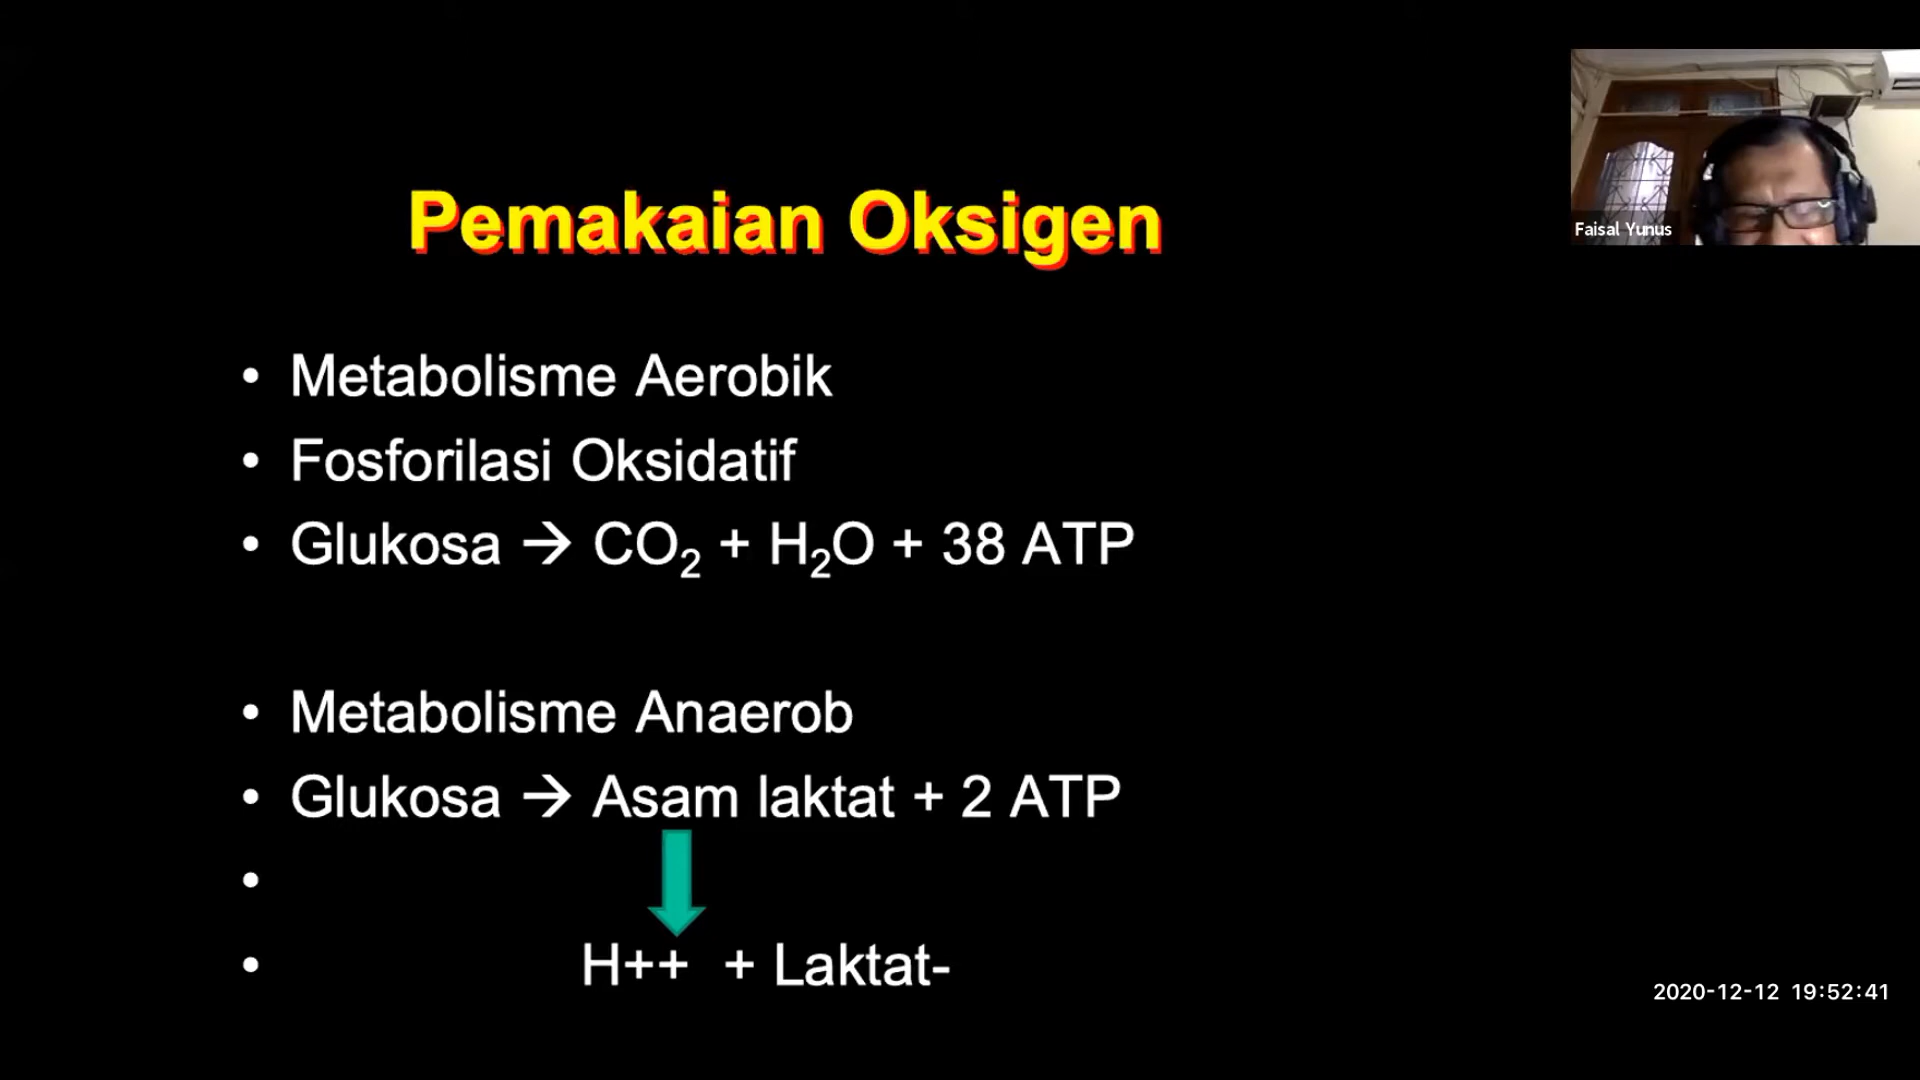 Pemakaian Oksigen
Faisal Yunus
• Metabolisme Aerobik
• Fosforilasi Oksidatif
• Glukosa → CO₂ + H₂O + 38 ATP
• Metabolisme Anaerob
• Glukosa → Asam laktat + 2 ATP
•
• H++ + Laktat-
2020-12-12 19:52:41